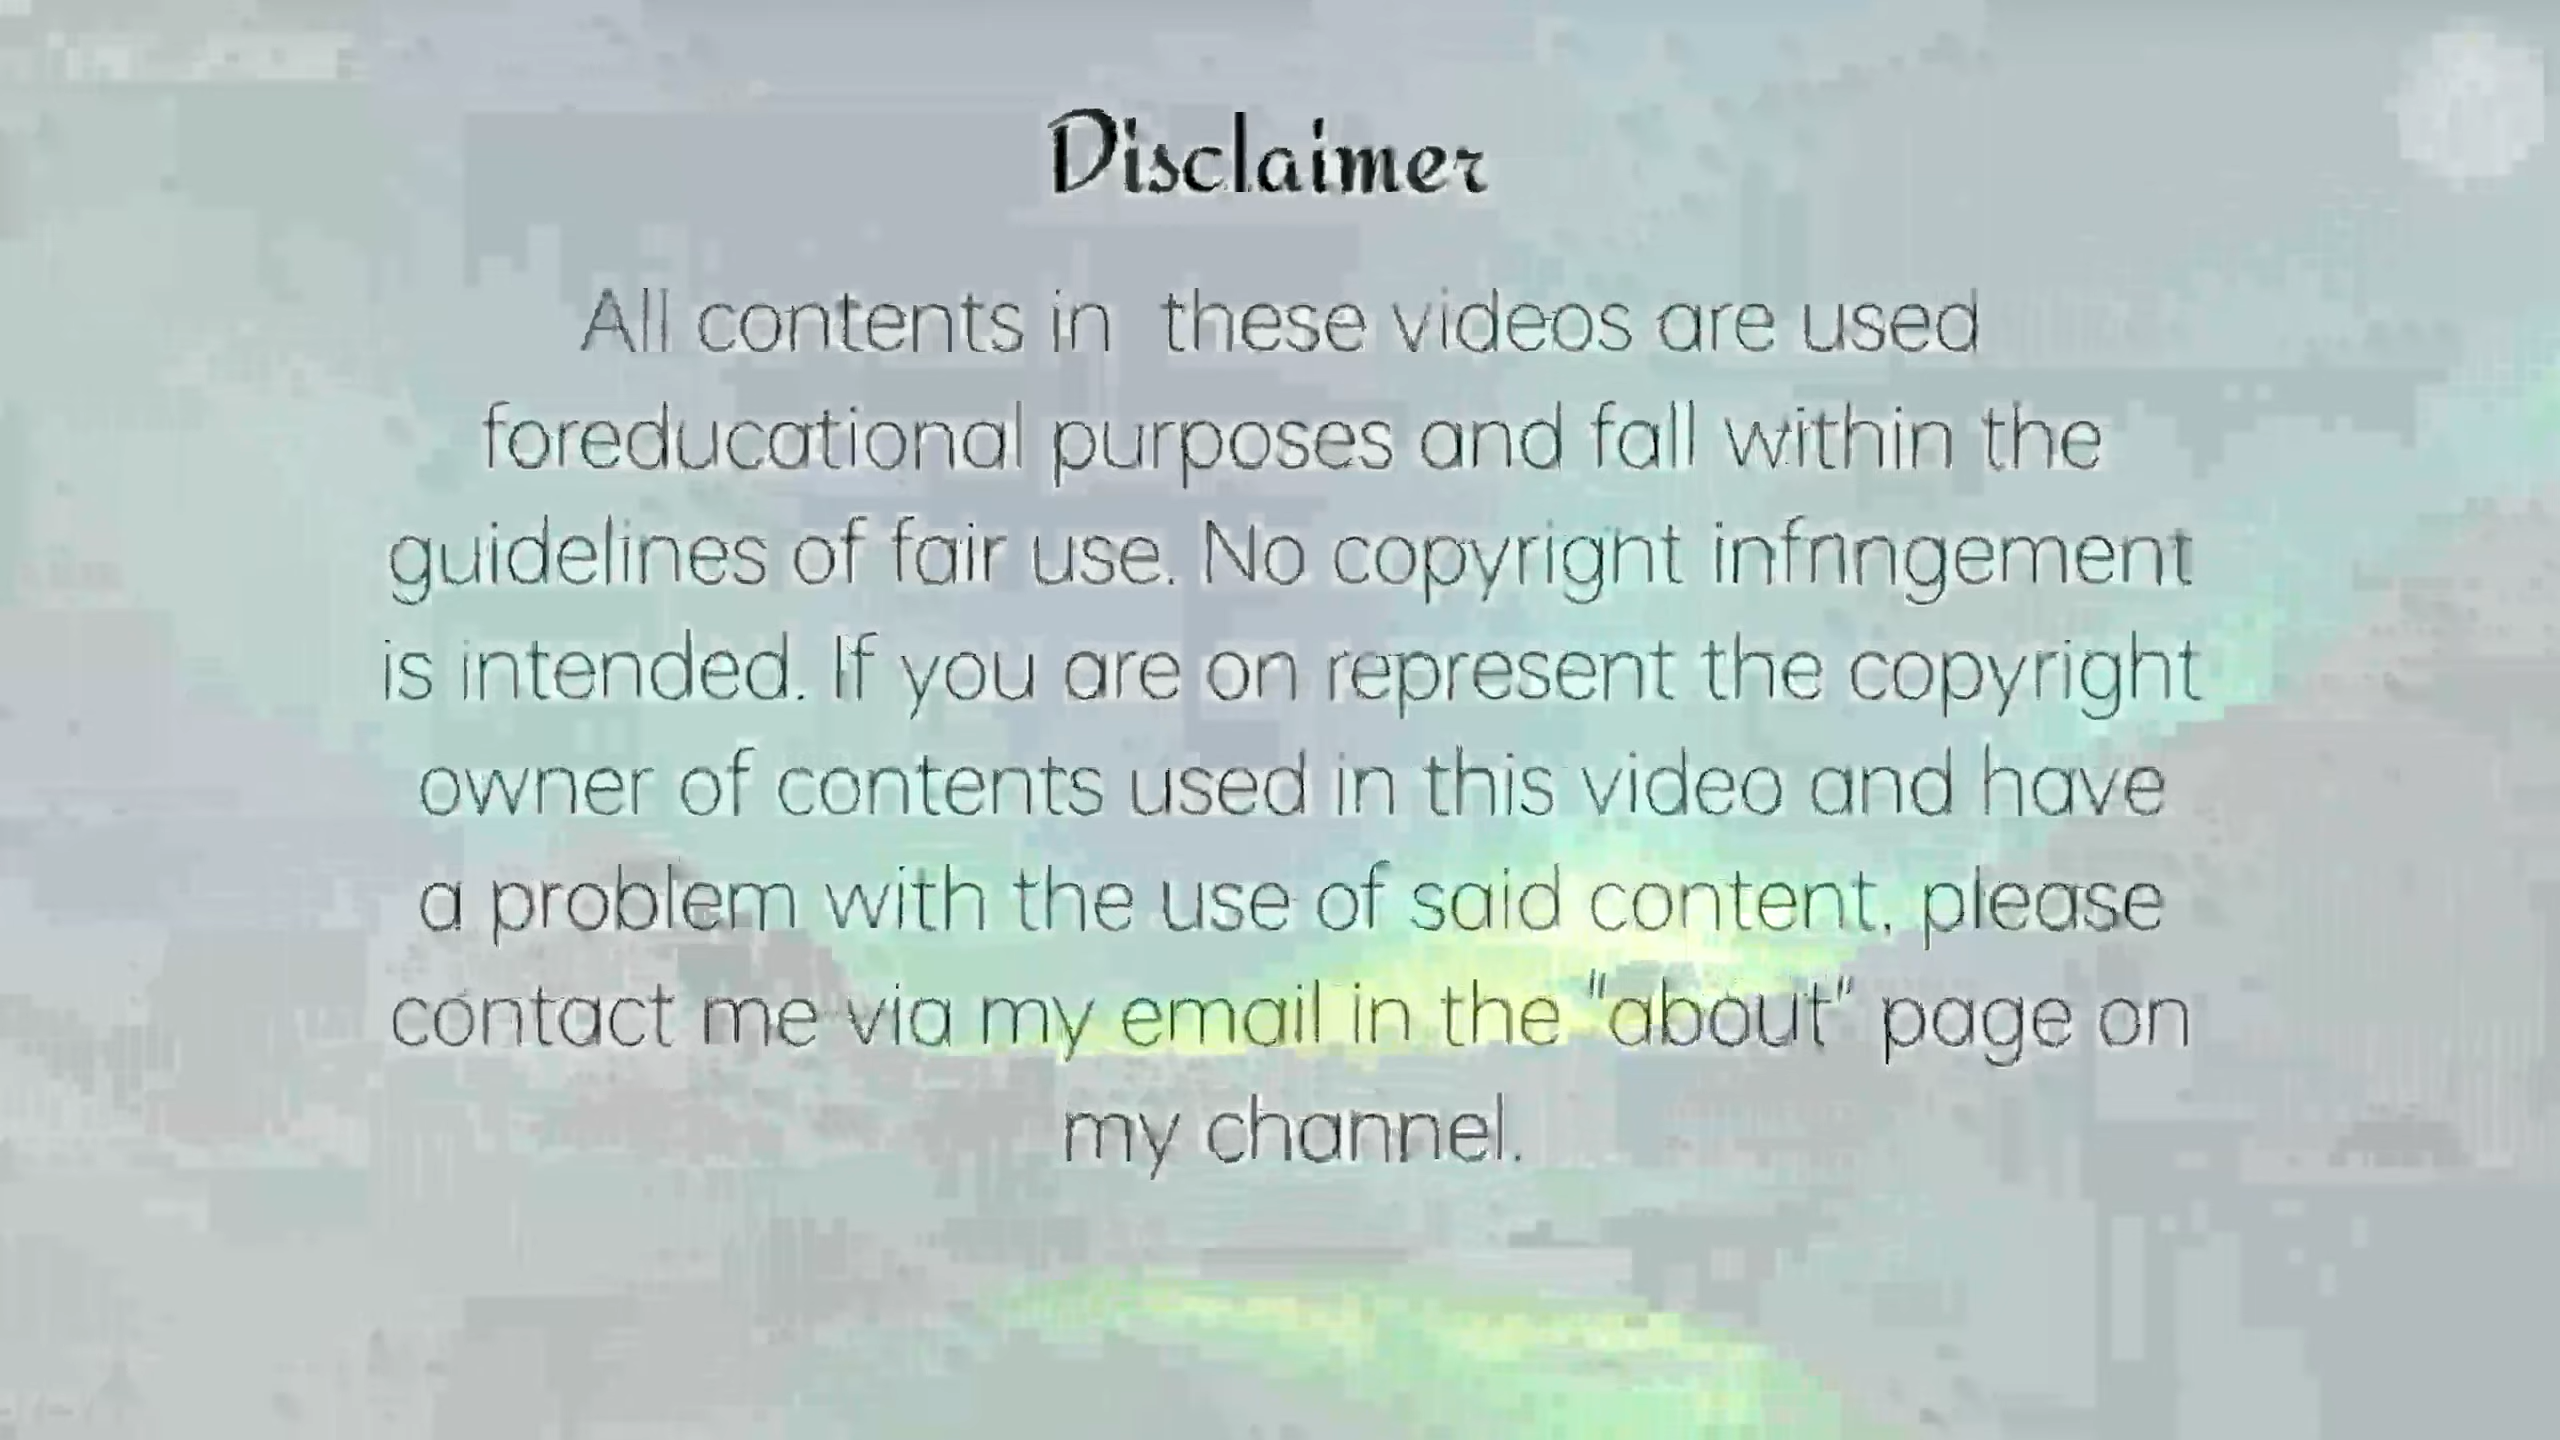 Disclaimer
All contents in these videos are used
foreducational purposes and fall within the
guidelines of fair use. No copyright infringement
is intended. If you are on represent the copyright
owner of contents used in this video and have
a problem with the use of said content, please
contact me via my email in the "about" page on
my channel.